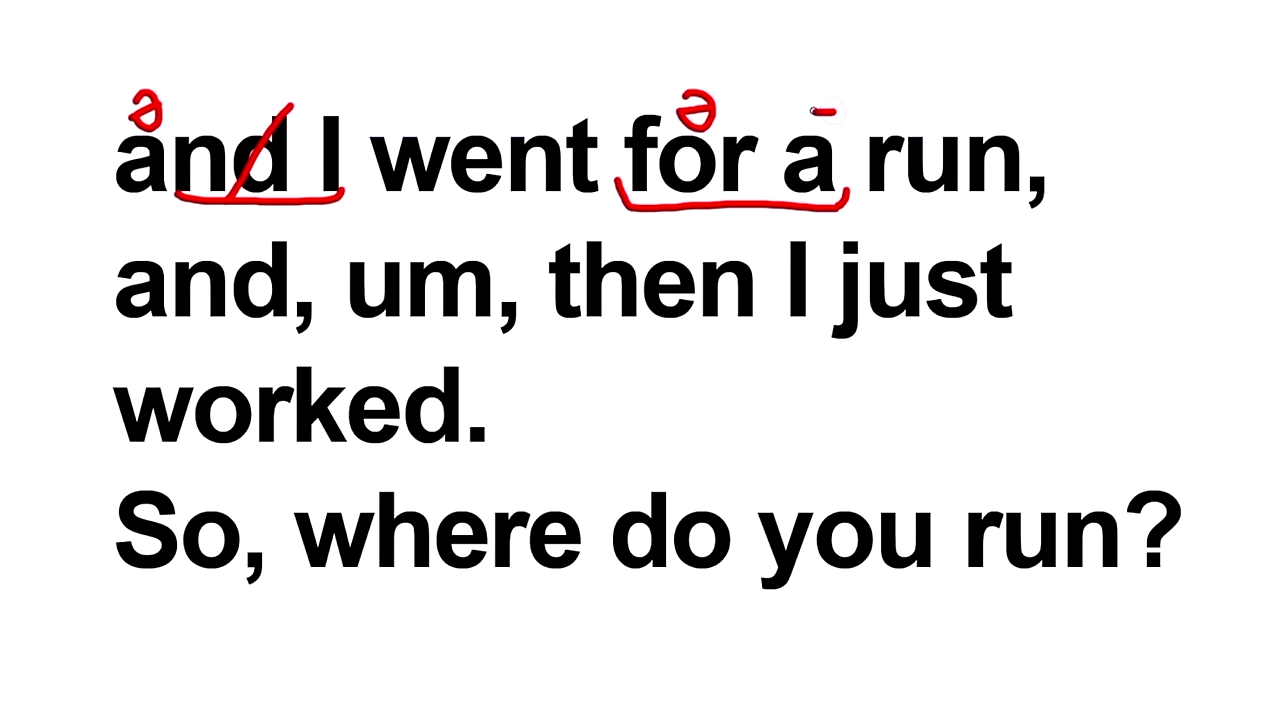 ə ə
and I went for a run,
and, um, then I just
worked.
So, where do you run?